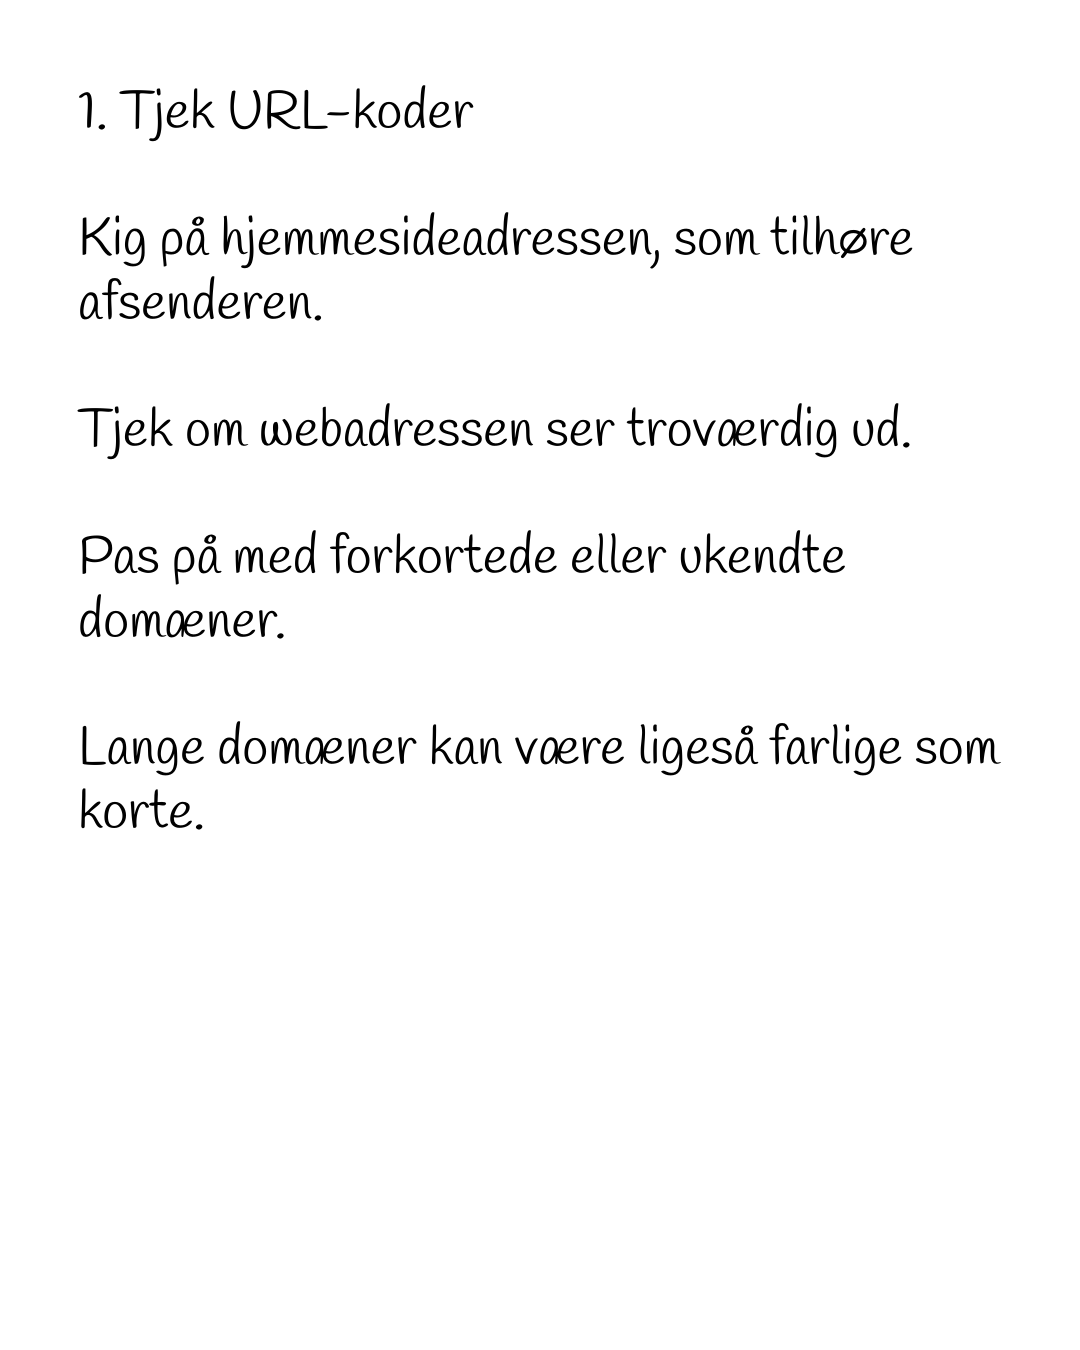 1. Tjek URL-koder
Kig på hjemmesideadressen, som tilhøre
afsenderen.
Tjek om webadressen ser troværdig ud.
Pas på med forkortede eller ukendte
domæner.
Lange domæner kan være ligeså farlige som
korte.